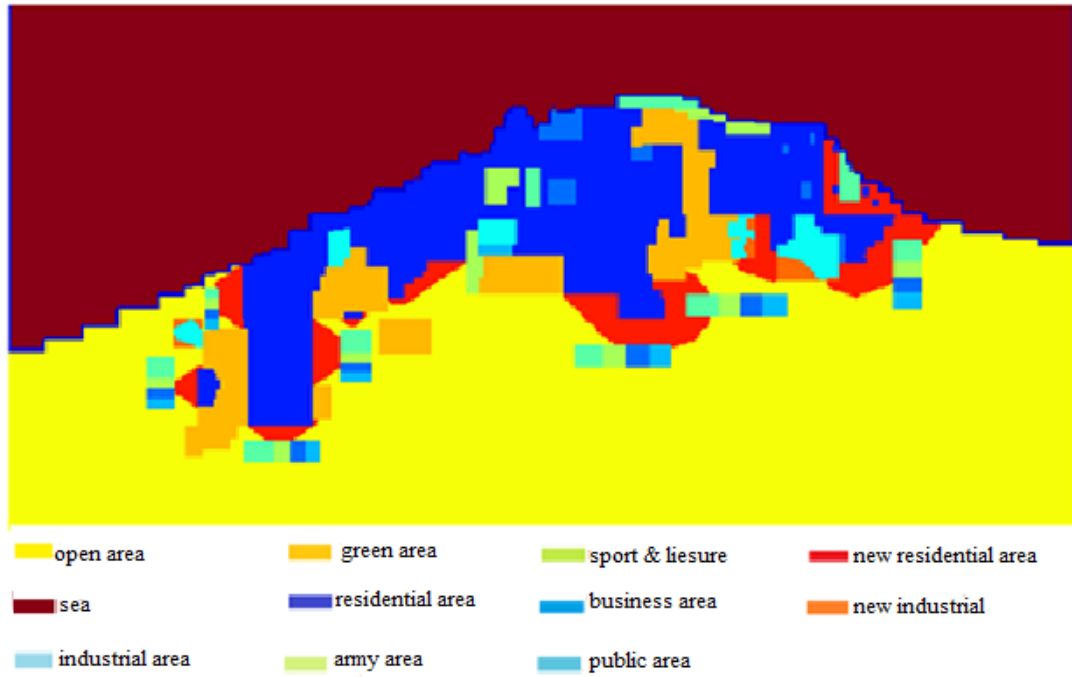 open area green area sport & liesure new residential area
sea residential area business area new industrial
industrial area army area public area